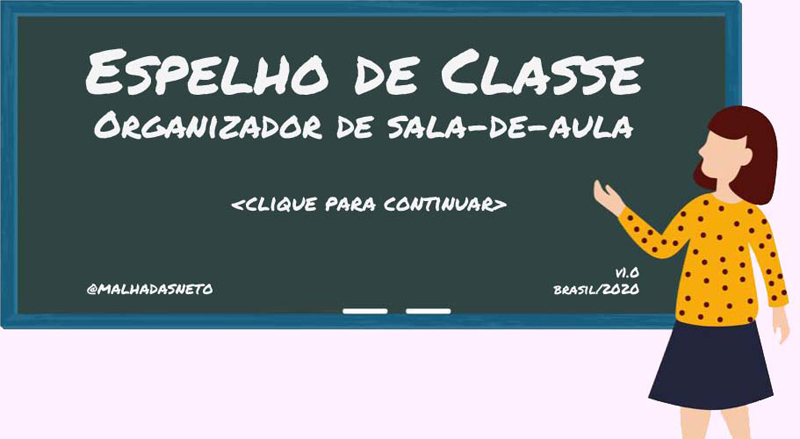 Espelho de Classe
Organizador de sala-de-aula
<clique para continuar>
@malhadasneto
v1.0
brasil/2020